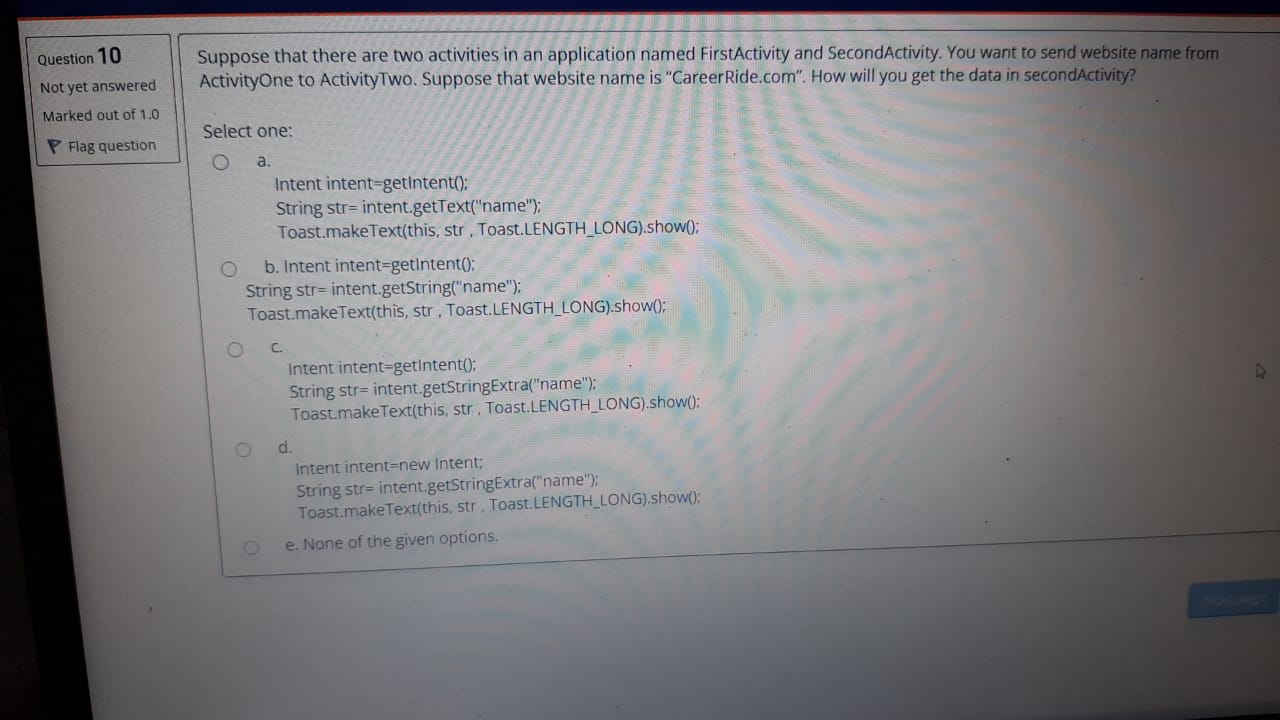 Question 10
Not yet answered
Marked out of 1.0
Flag question
Suppose that there are two activities in an application named FirstActivity and SecondActivity. You want to send website name from
ActivityOne to ActivityTwo. Suppose that website name is "CareerRide.com". How will you get the data in secondActivity?
Select one:
a.
Intent intent=getIntent();
String str= intent.getText("name");
Toast.makeText(this, str , Toast.LENGTH_LONG).show();
b. Intent intent=getIntent();
String str= intent.getString("name");
Toast.makeText(this, str , Toast.LENGTH_LONG).show();
c.
Intent intent=getIntent();
String str= intent.getStringExtra("name");
Toast.makeText(this, str , Toast.LENGTH_LONG).show();
d.
Intent intent=new Intent;
String str= intent.getStringExtra("name");
Toast.makeText(this, str , Toast.LENGTH_LONG).show();
e. None of the given options.
Next page